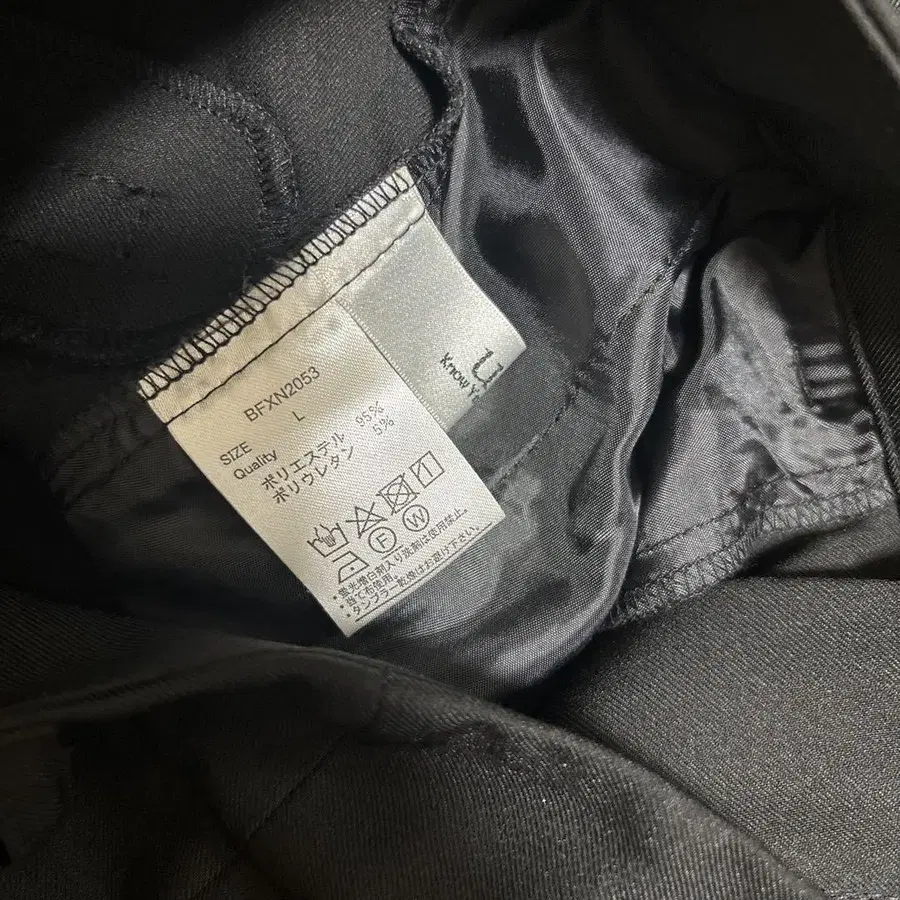 BFXN2053
SIZE L
Quality
ポリエステル 95%
ポリウレタン 5%
F W
・蛍光増白剤入り洗剤は使用禁止。
・当て布使用。
・タンブラー乾燥はお避け下さい。
Know